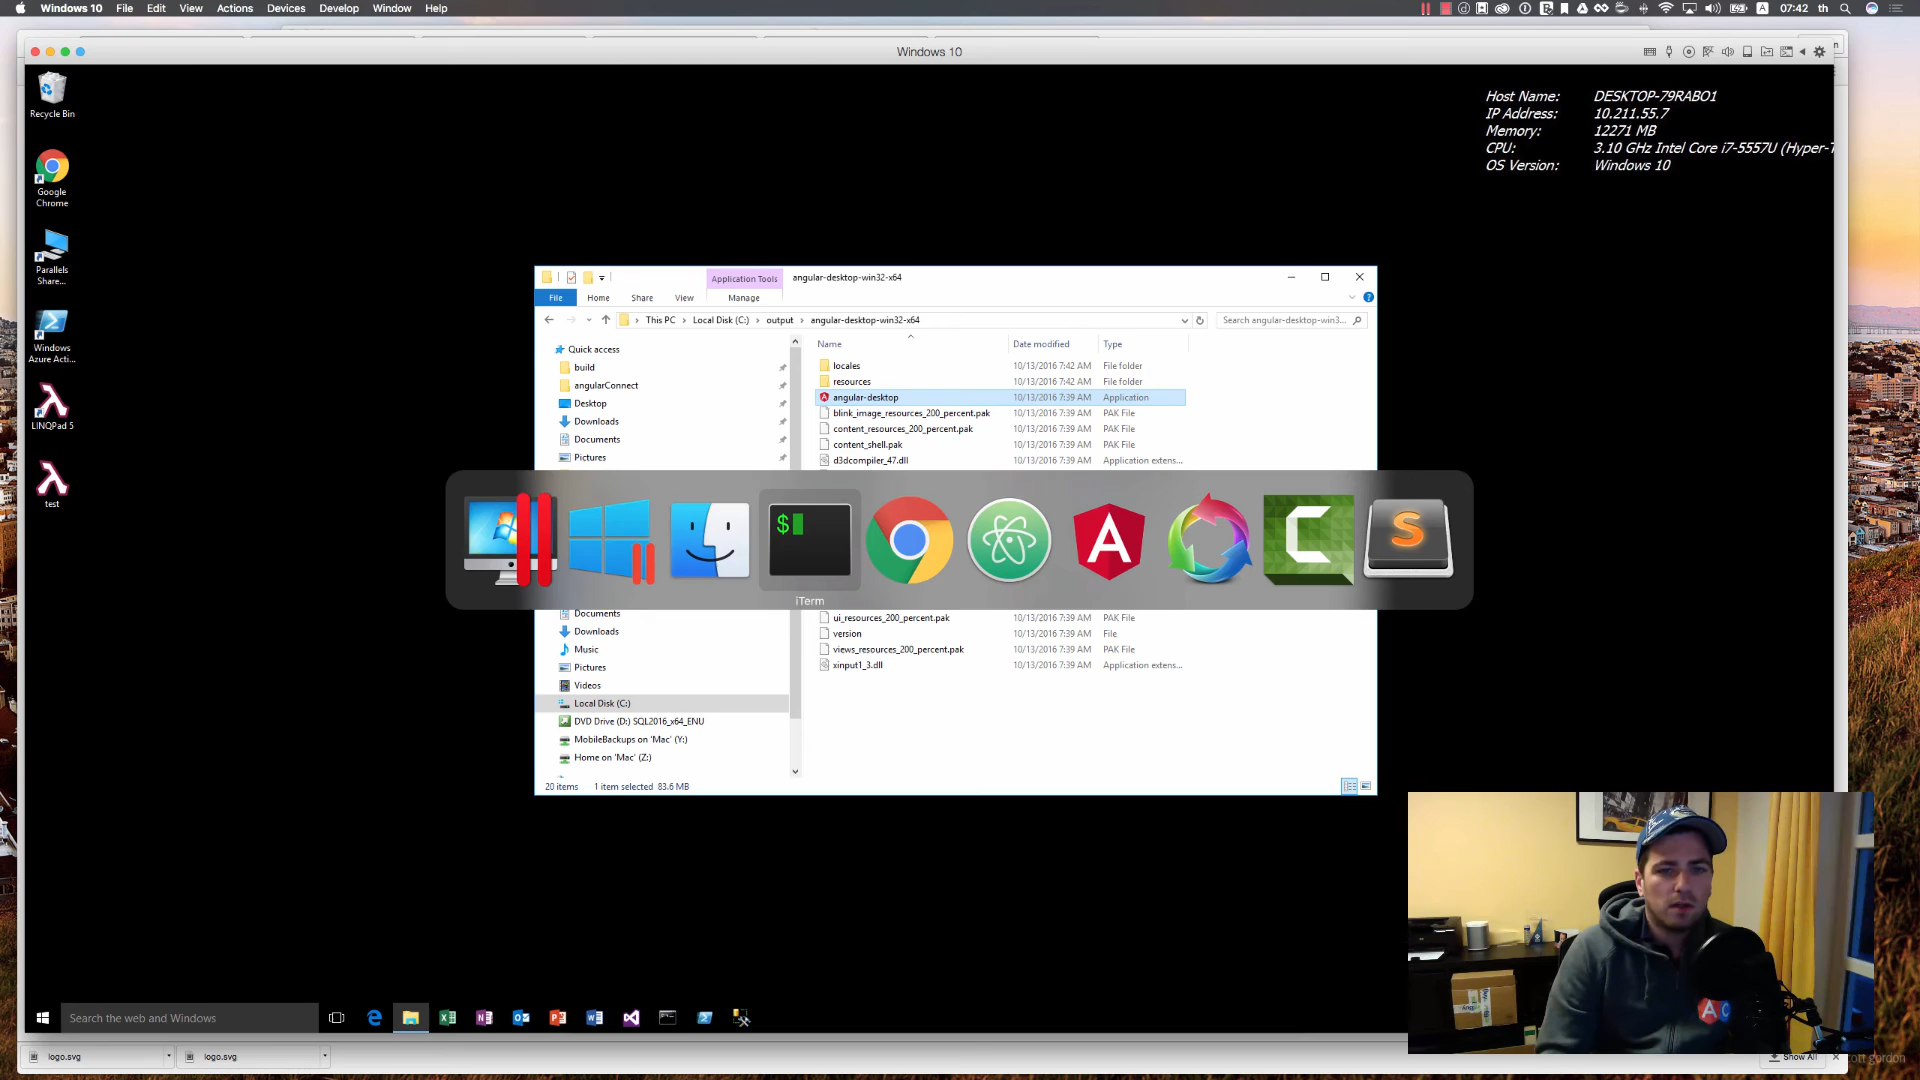 Windows 10 File Edit View Actions Devices Develop Window Help
07:42 th
Windows 10
Recycle Bin
Google
Chrome
Parallels
Share...
Windows
Azure Acti...
LINQPad 5
test
Host Name: DESKTOP-79RABO1
IP Address: 10.211.55.7
Memory: 12271 MB
CPU: 3.10 GHz Intel Core i7-5557U (Hyper-T
OS Version: Windows 10
Application Tools angular-desktop-win32-x64
File Home Share View Manage
This PC Local Disk (C:) output angular-desktop-win32-x64 Search angular-desktop-win3...
Name Date modified Type
Quick access
build
angularConnect
Desktop
Downloads
Documents
Pictures
locales 10/13/2016 7:42 AM File folder
resources 10/13/2016 7:42 AM File folder
angular-desktop 10/13/2016 7:39 AM Application
blink_image_resources_200_percent.pak 10/13/2016 7:39 AM PAK File
content_resources_200_percent.pak 10/13/2016 7:39 AM PAK File
content_shell.pak 10/13/2016 7:39 AM PAK File
d3dcompiler_47.dll 10/13/2016 7:39 AM Application extens...
$
A
C
S
iTerm
Documents
Downloads
Music
Pictures
Videos
Local Disk (C:)
DVD Drive (D:) SQL2016_x64_ENU
MobileBackups on 'Mac' (Y:)
Home on 'Mac' (Z:)
ui_resources_200_percent.pak 10/13/2016 7:39 AM PAK File
version 10/13/2016 7:39 AM File
views_resources_200_percent.pak 10/13/2016 7:39 AM PAK File
xinput1_3.dll 10/13/2016 7:39 AM Application extens...
20 items 1 item selected 83.6 MB
A C
Search the web and Windows
logo.svg
logo.svg
Show All
ott gordon